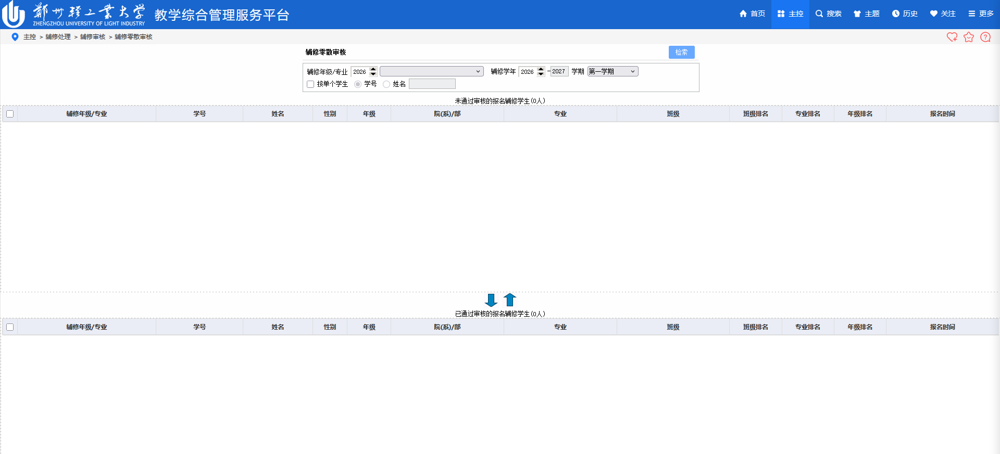 郑州轻工业大学 教学综合管理服务平台 首页 主控 搜索 主题 历史 关注 更多
ZHENGZHOU UNIVERSITY OF LIGHT INDUSTRY
主控 > 辅修处理 > 辅修审核 > 辅修零散审核
辅修零散审核 检索
辅修年级/专业 2026 辅修学年 2026 - 2027 学期 第一学期
按单个学生 学号 姓名
未通过审核的报名辅修学生(0人)
辅修年级/专业 学号 姓名 性别 年级 院(系)/部 专业 班级 班级排名 专业排名 年级排名 报名时间
已通过审核的报名辅修学生(0人)
辅修年级/专业 学号 姓名 性别 年级 院(系)/部 专业 班级 班级排名 专业排名 年级排名 报名时间